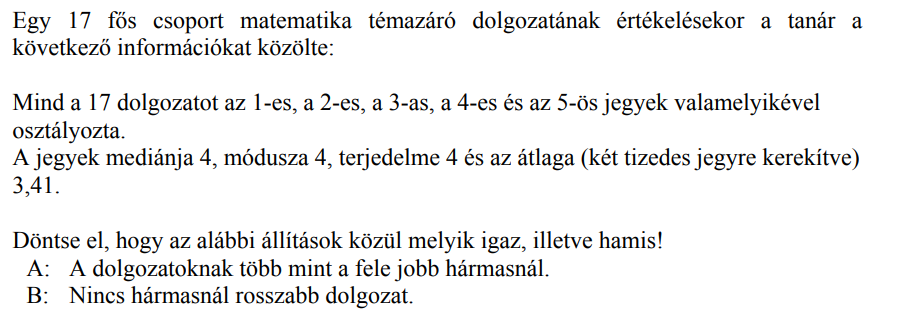 Egy 17 fős csoport matematika témazáró dolgozatának értékelésekor a tanár a
következő információkat közölte:
Mind a 17 dolgozatot az 1-es, a 2-es, a 3-as, a 4-es és az 5-ös jegyek valamelyikével
osztályozta.
A jegyek mediánja 4, módusza 4, terjedelme 4 és az átlaga (két tizedes jegyre kerekítve)
3,41.
Döntse el, hogy az alábbi állítások közül melyik igaz, illetve hamis!
A: A dolgozatoknak több mint a fele jobb hármasnál.
B: Nincs hármasnál rosszabb dolgozat.